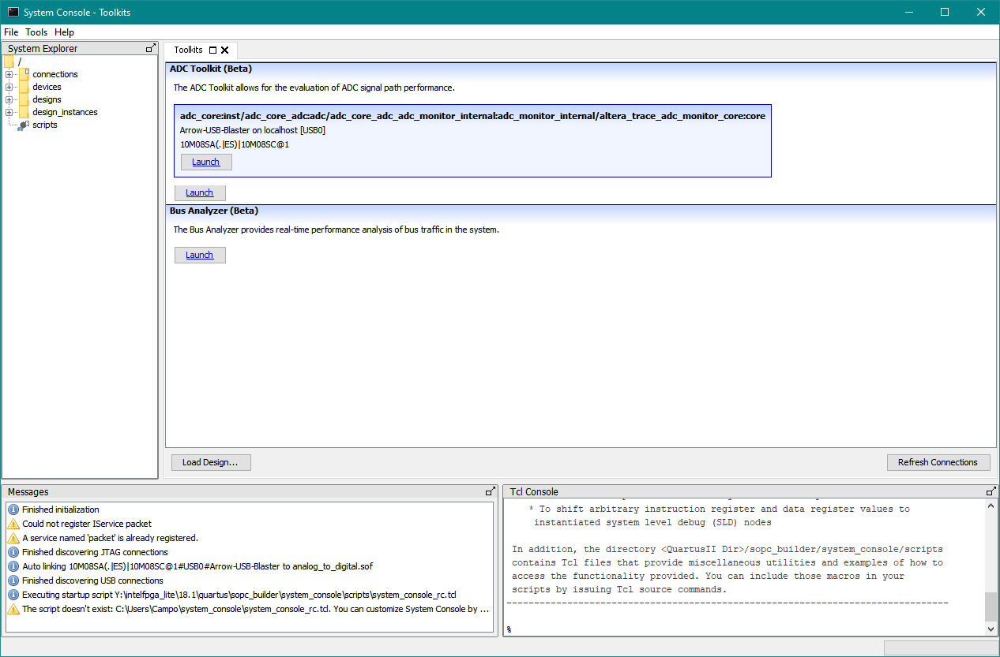 System Console - Toolkits
File Tools Help
System Explorer
/
connections
devices
designs
design_instances
scripts
Toolkits
ADC Toolkit (Beta)
The ADC Toolkit allows for the evaluation of ADC signal path performance.
adc_core:inst/adc_core_adc:adc/adc_core_adc_adc_monitor_internal:adc_monitor_internal/altera_trace_adc_monitor_core:core
Arrow-USB-Blaster on localhost [USB0]
10M08SA(.|ES)|10M08SC@1
Launch
Launch
Bus Analyzer (Beta)
The Bus Analyzer provides real-time performance analysis of bus traffic in the system.
Launch
Load Design...
Refresh Connections
Messages
Finished initialization
Could not register IService packet
A service named 'packet' is already registered.
Finished discovering JTAG connections
Auto linking 10M08SA(.|ES)|10M08SC@1#USB0#Arrow-USB-Blaster to analog_to_digital.sof
Finished discovering USB connections
Executing startup script Y:\intelfpga_lite\18.1\quartus\sopc_builder\system_console\scripts\system_console_rc.tcl
The script doesn't exist: C:\Users\Campo\system_console\system_console_rc.tcl. You can customize System Console by ...
Tcl Console
* To shift arbitrary instruction register and data register values to
instantiated system level debug (SLD) nodes
In addition, the directory <QuartusII Dir>/sopc_builder/system_console/scripts
contains Tcl files that provide miscellaneous utilities and examples of how to
access the functionality provided. You can include those macros in your
scripts by issuing Tcl source commands.
--------------------------------------------------------------------------------
%